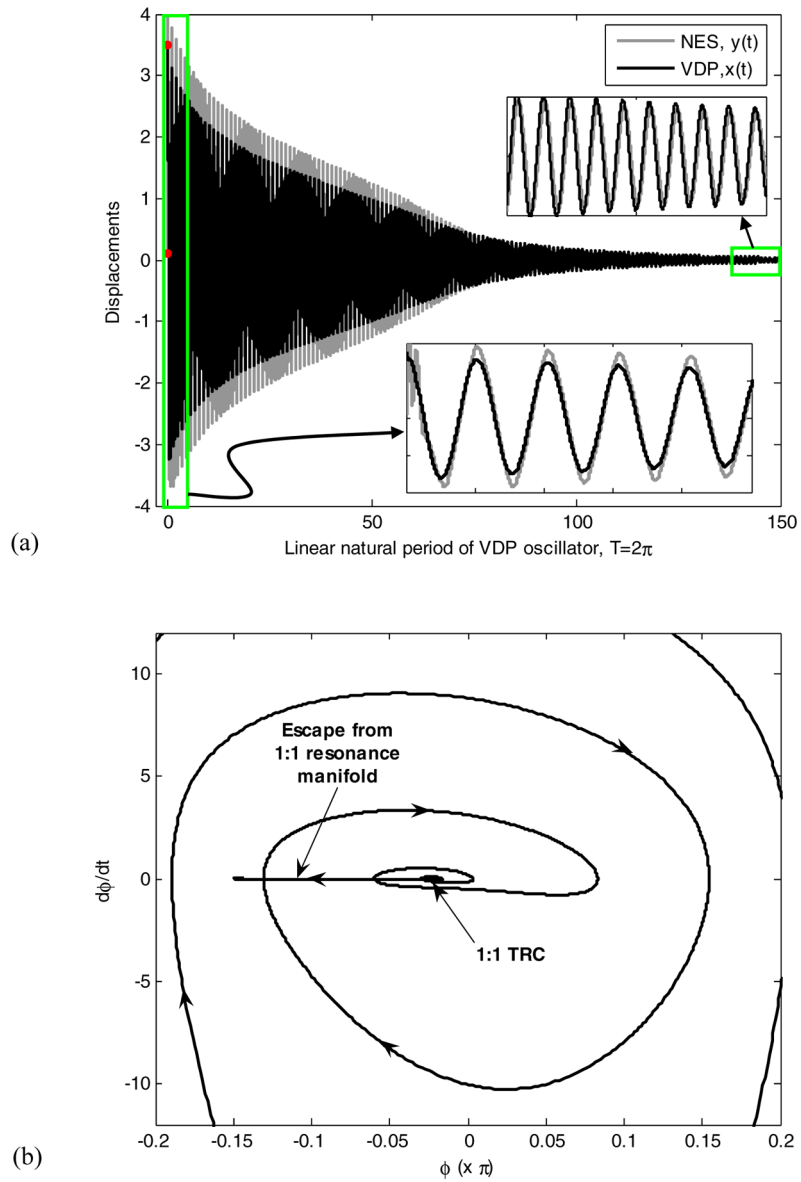 4
3
2
1
0
-1
-2
-3
-4
Displacements
NES, y(t)
VDP,x(t)
0
50
100
150
Linear natural period of VDP oscillator, T=2π
(a)
10
5
0
-5
-10
dϕ/dt
Escape from
1:1 resonance
manifold
1:1 TRC
-0.2
-0.15
-0.1
-0.05
0
0.05
0.1
0.15
0.2
ϕ (x π)
(b)